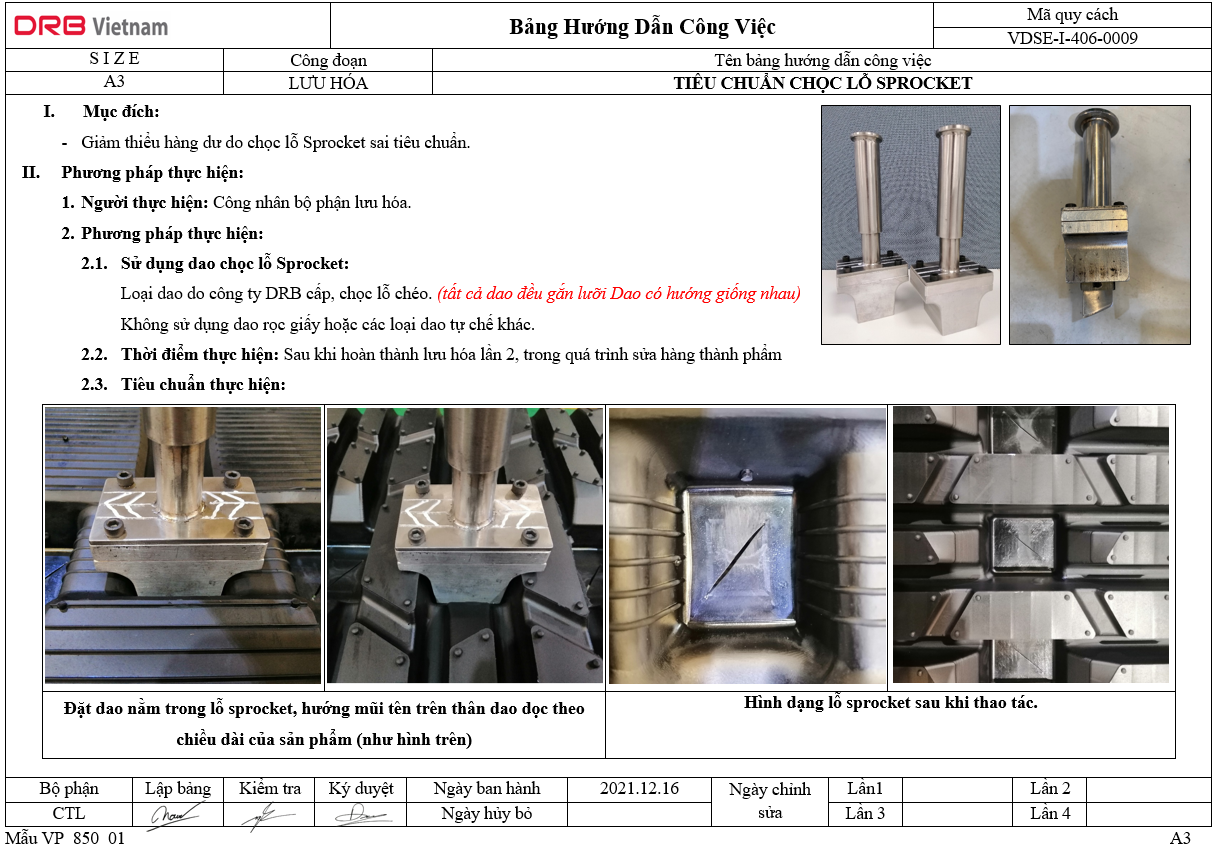 DRB Vietnam
Bảng Hướng Dẫn Công Việc
Mã quy cách
VDSE-I-406-0009
S I Z E
Công đoạn
Tên bảng hướng dẫn công việc
A3
LƯU HÓA
TIÊU CHUẨN CHỌC LỖ SPROCKET
I. Mục đích:
- Giảm thiểu hàng dư do chọc lỗ Sprocket sai tiêu chuẩn.
II. Phương pháp thực hiện:
1. Người thực hiện: Công nhân bộ phận lưu hóa.
2. Phương pháp thực hiện:
2.1. Sử dụng dao chọc lỗ Sprocket:
Loại dao do công ty DRB cấp, chọc lỗ chéo. (tất cả dao đều gắn lưỡi Dao có hướng giống nhau)
Không sử dụng dao rọc giấy hoặc các loại dao tự chế khác.
2.2. Thời điểm thực hiện: Sau khi hoàn thành lưu hóa lần 2, trong quá trình sửa hàng thành phẩm
2.3. Tiêu chuẩn thực hiện:
Đặt dao nằm trong lỗ sprocket, hướng mũi tên trên thân dao dọc theo
chiều dài của sản phẩm (như hình trên)
Hình dạng lỗ sprocket sau khi thao tác.
Bộ phận
Lập bảng
Kiểm tra
Ký duyệt
Ngày ban hành
2021.12.16
Ngày chỉnh
sửa
Lần1
Lần 2
CTL
Ngày hủy bỏ
Lần 3
Lần 4
Mẫu VP_850_01
A3